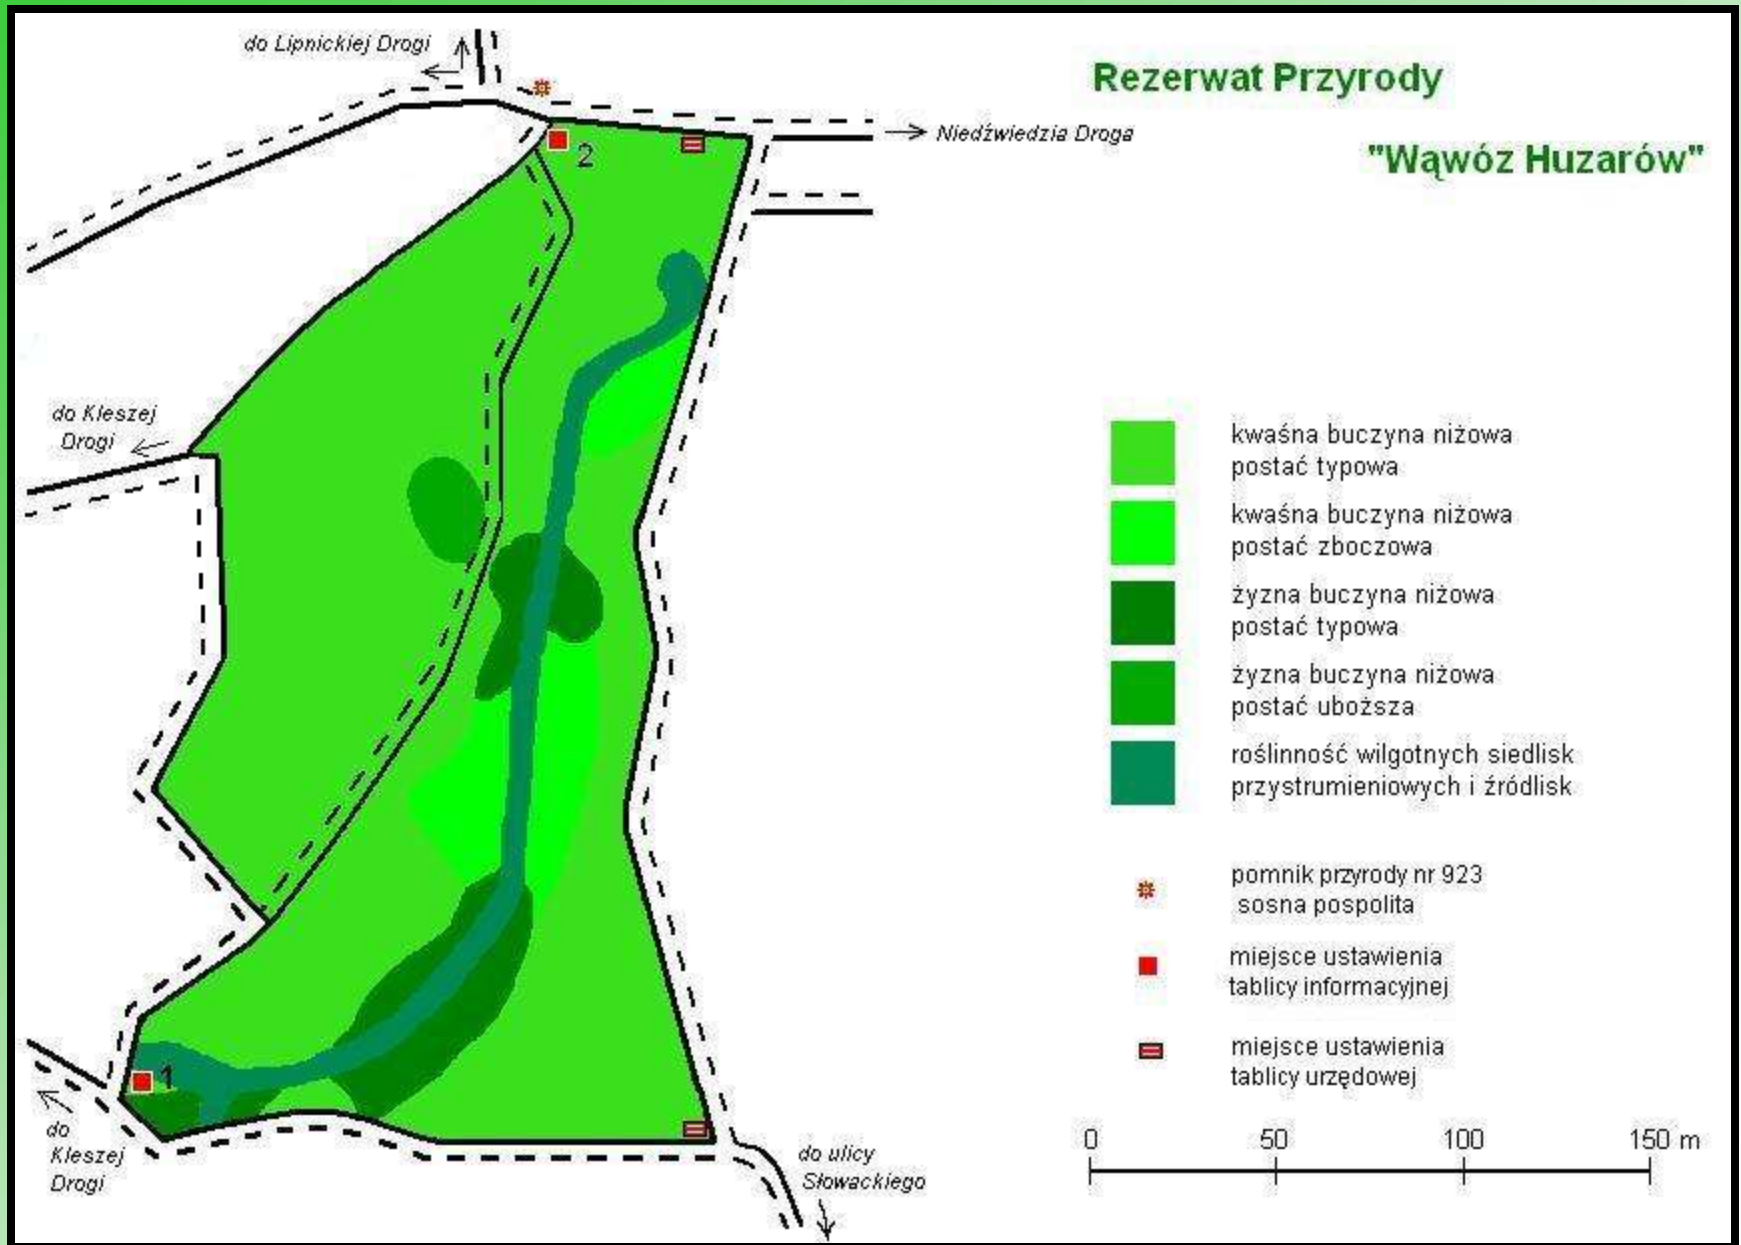 do Lipnickiej Drogi
Rezerwat Przyrody
"Wąwóz Huzarów"
Niedźwiedzia Droga
2
do Kleszej
Drogi
kwaśna buczyna niżowa
postać typowa
kwaśna buczyna niżowa
postać zboczowa
żyzna buczyna niżowa
postać typowa
żyzna buczyna niżowa
postać uboższa
roślinność wilgotnych siedlisk
przystrumieniowych i źródlisk
pomnik przyrody nr 923
sosna pospolita
miejsce ustawienia
tablicy informacyjnej
miejsce ustawienia
tablicy urzędowej
1
do
Kleszej
Drogi
do ulicy
Słowackiego
0 50 100 150 m